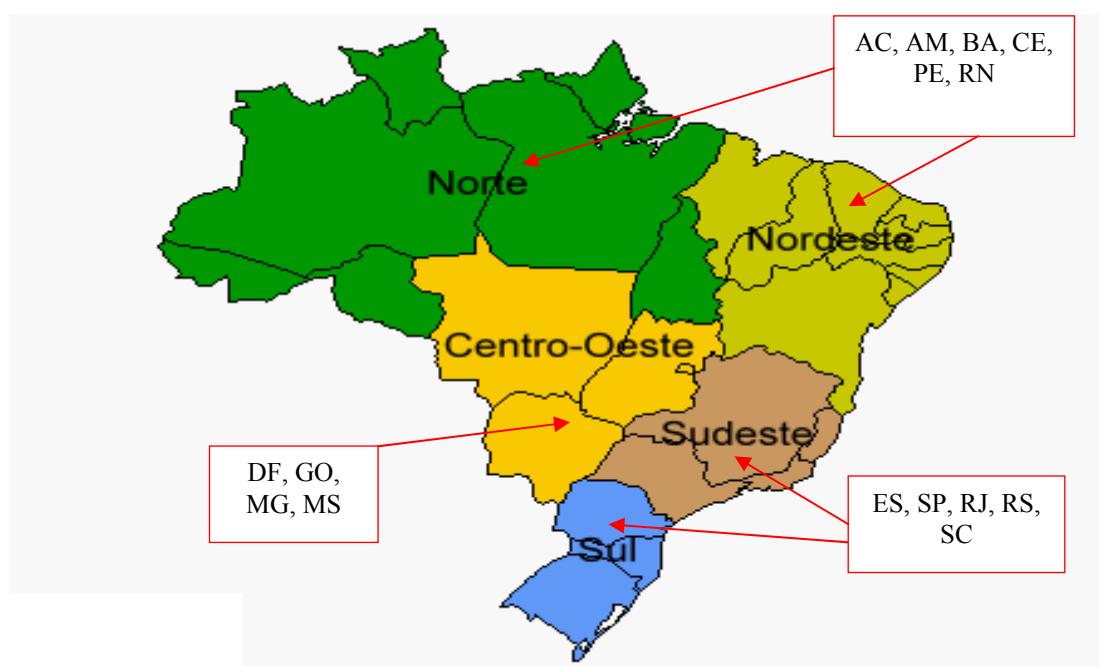 AC, AM, BA, CE,
PE, RN
Norte
Nordeste
Centro-Oeste
Sudeste
DF, GO,
MG, MS
ES, SP, RJ, RS,
SC
Sul